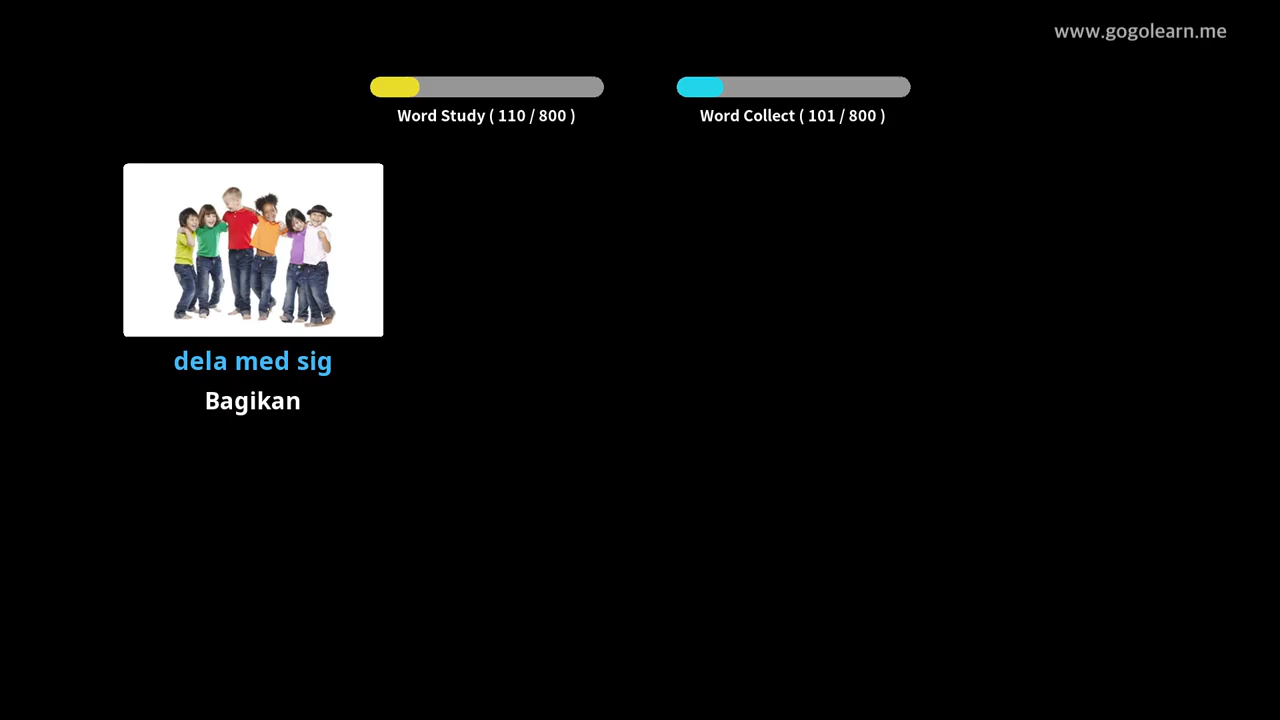 www.gogolearn.me
Word Study ( 110 / 800 )
Word Collect ( 101 / 800 )
dela med sig
Bagikan